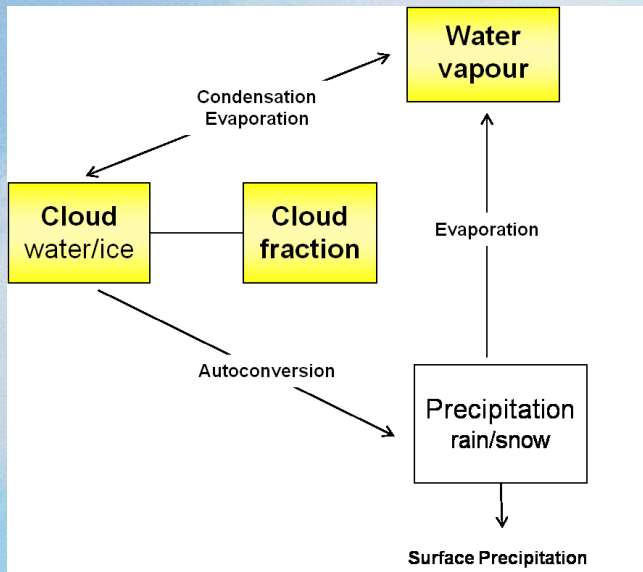 Water
vapour
Condensation
Evaporation
Cloud
water/ice
Cloud
fraction
Evaporation
Autoconversion
Precipitation
rain/snow
Surface Precipitation